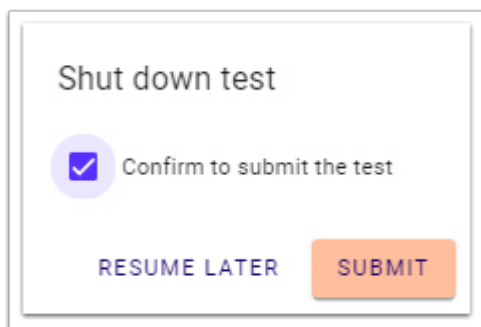 Shut down test
Confirm to submit the test
RESUME LATER SUBMIT